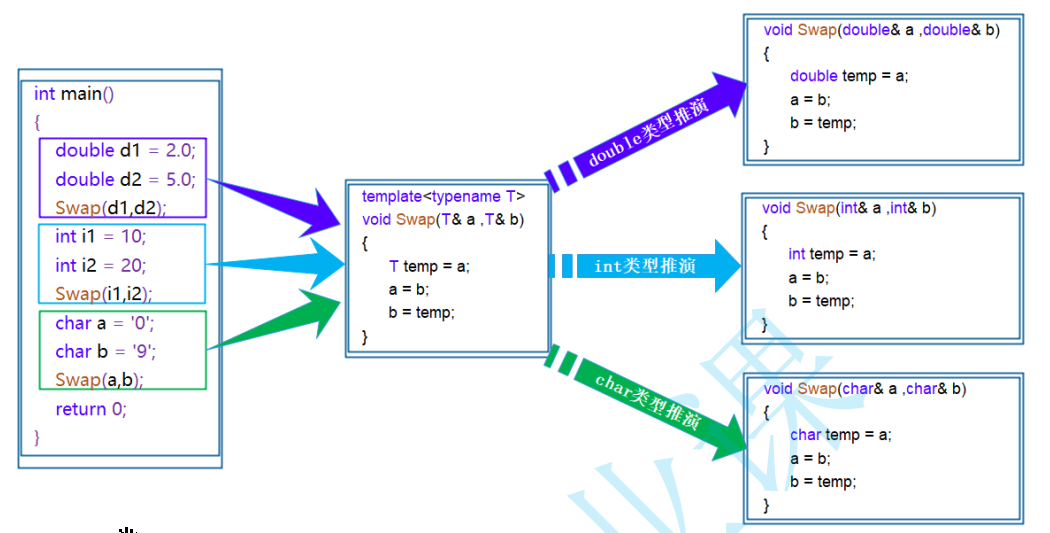 int main()
{
double d1 = 2.0;
double d2 = 5.0;
Swap(d1,d2);
int i1 = 10;
int i2 = 20;
Swap(i1,i2);
char a = '0';
char b = '9';
Swap(a,b);
return 0;
}
template<typename T>
void Swap(T& a ,T& b)
{
T temp = a;
a = b;
b = temp;
}
double类型推演
int类型推演
char类型推演
void Swap(double& a ,double& b)
{
double temp = a;
a = b;
b = temp;
}
void Swap(int& a ,int& b)
{
int temp = a;
a = b;
b = temp;
}
void Swap(char& a ,char& b)
{
char temp = a;
a = b;
b = temp;
}
业课